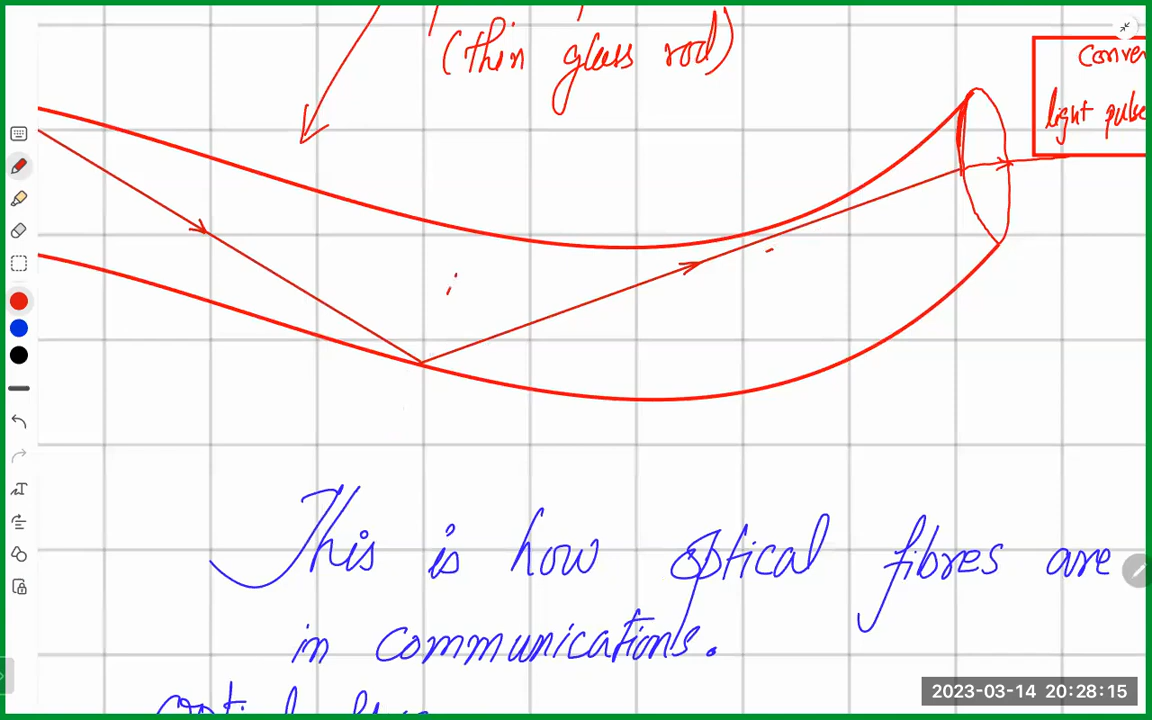 (thin glass rod)
Conver
light pulse
This is how optical fibres are
in communications.
2023-03-14 20:28:15